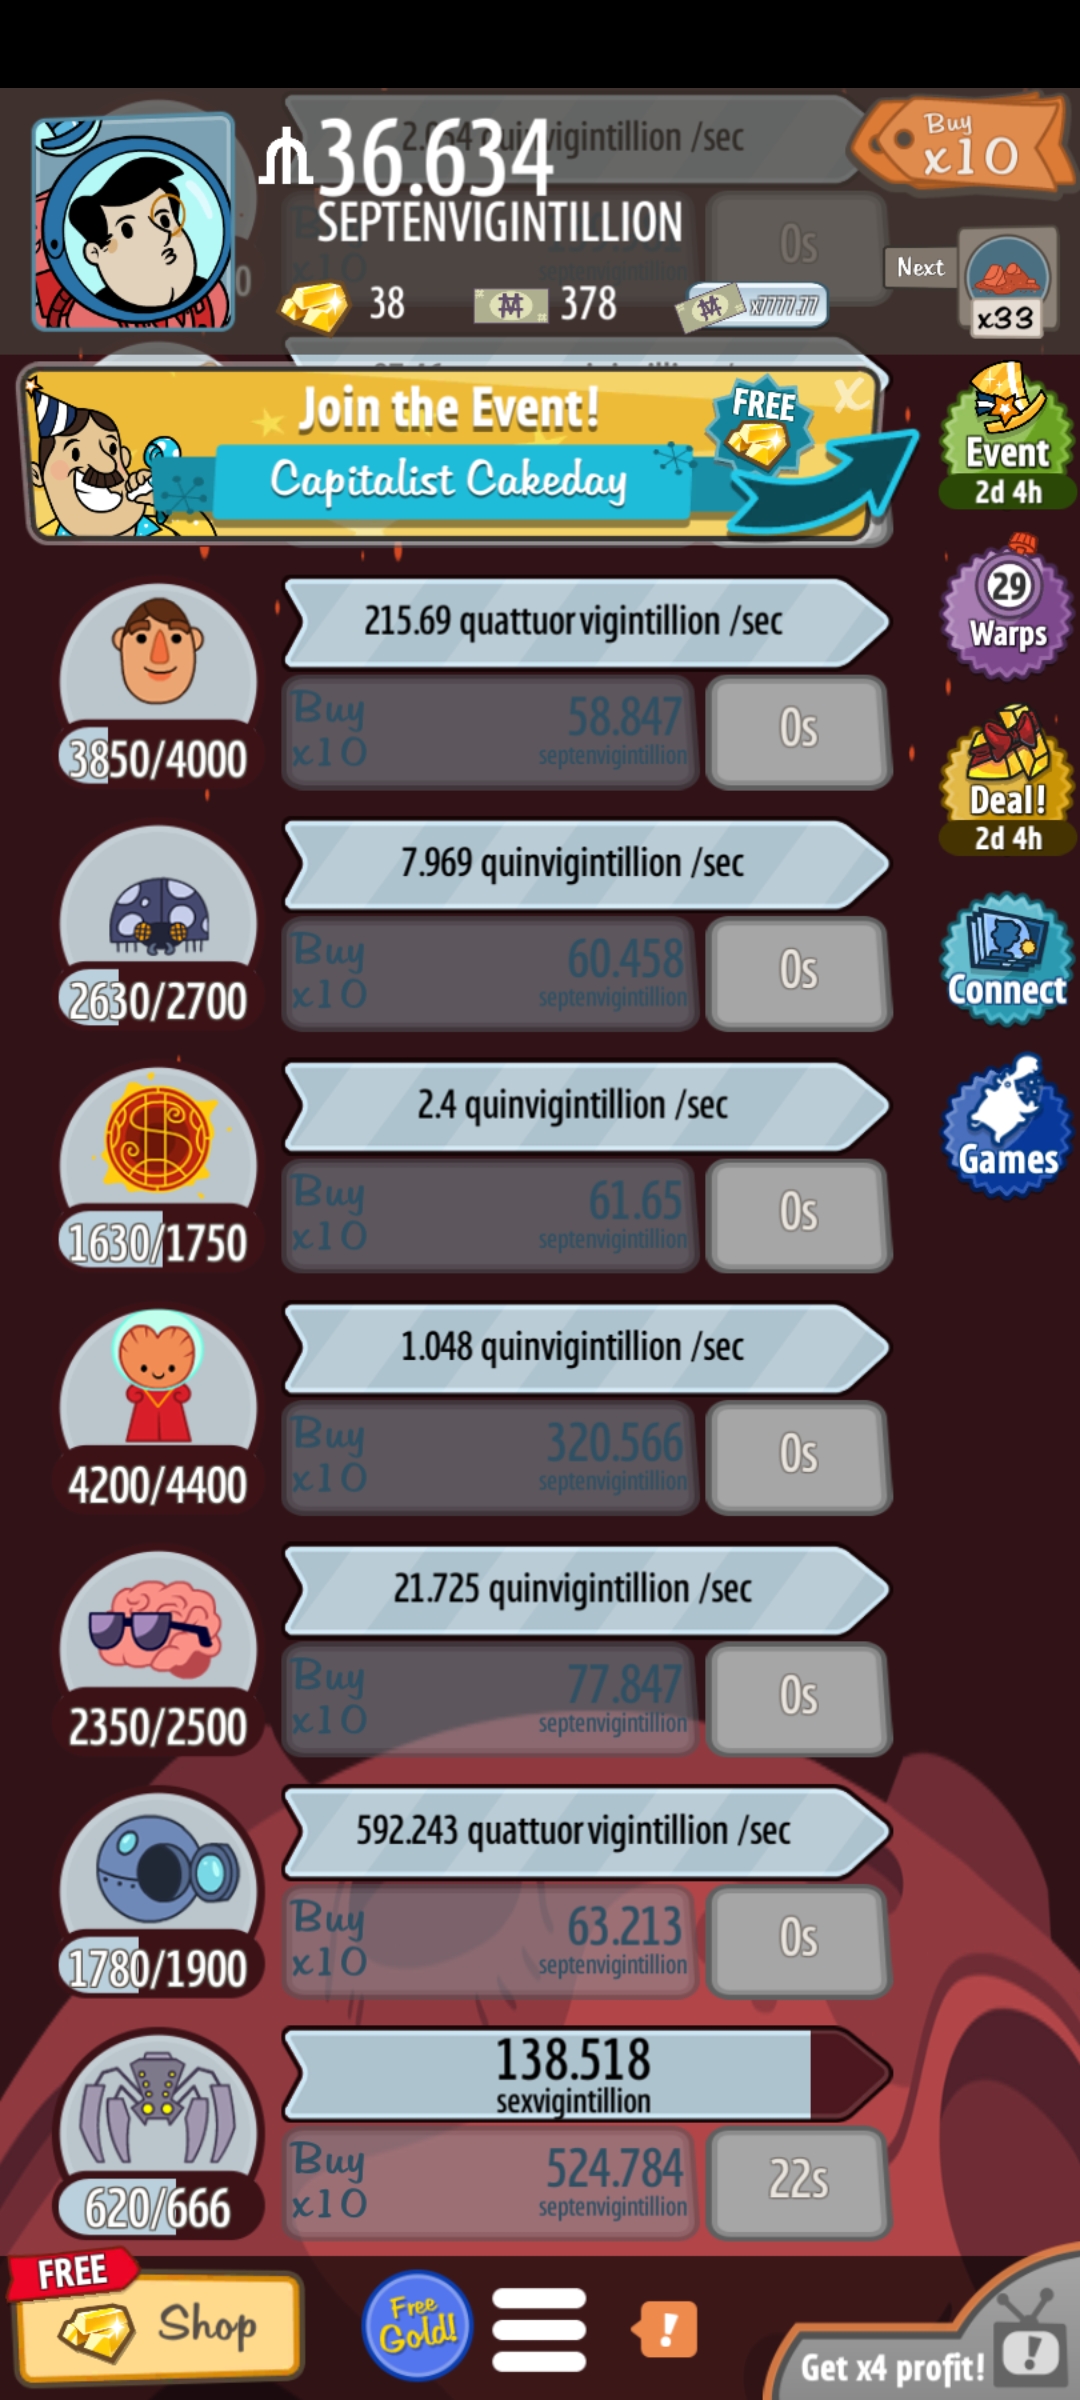 36.634
SEPTENVIGINTILLION
Buy
x10
0s
septenvigintillion
38
378
x7777.77
Next
x33
Join the Event!
Capitalist Cakeday
FREE
x
Event
2d 4h
215.69 quattuorvigintillion /sec
3850/4000
Buy
x10
58.847
septenvigintillion
0s
29
Warps
Deal!
2d 4h
7.969 quinvigintillion /sec
2630/2700
Buy
x10
60.458
septenvigintillion
0s
Connect
2.4 quinvigintillion /sec
1630/1750
Buy
x10
61.65
septenvigintillion
0s
Games
1.048 quinvigintillion /sec
4200/4400
Buy
x10
320.566
septenvigintillion
0s
21.725 quinvigintillion /sec
2350/2500
Buy
x10
77.847
septenvigintillion
0s
592.243 quattuorvigintillion /sec
1780/1900
Buy
x10
63.213
septenvigintillion
0s
138.518
sexvigintillion
620/666
Buy
x10
524.784
septenvigintillion
22s
FREE
Shop
Free
Gold!
!
Get x4 profit!
!